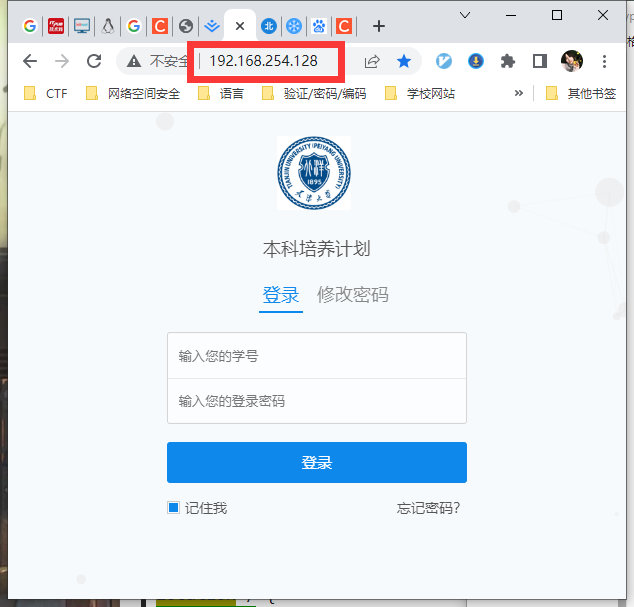 不安全 192.168.254.128
CTF 网络空间安全 语言 验证/密码/编码 学校网站 » 其他书签
TIANJIN UNIVERSITY (PEIYANG UNIVERSITY)
北洋
1895
天津大学
本科培养计划
登录 修改密码
输入您的学号
输入您的登录密码
登录
记住我 忘记密码?